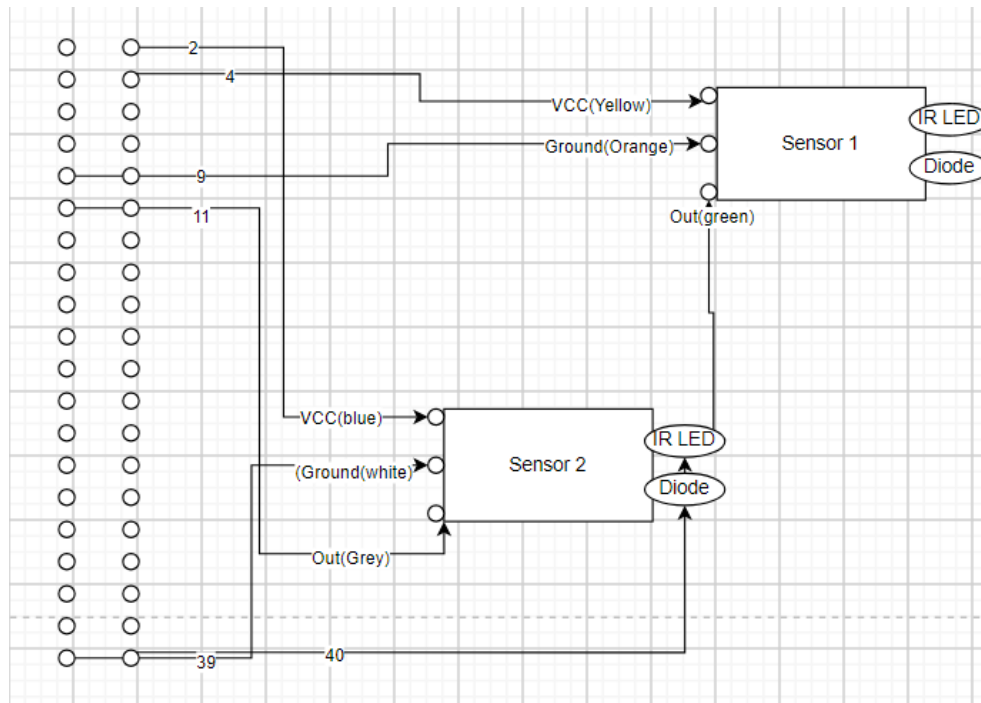 2
4
VCC(Yellow)
IR LED
Sensor 1
Ground(Orange)
Diode
9
11
Out(green)
VCC(blue)
IR LED
(Ground(white)
Sensor 2
Diode
Out(Grey)
39
40